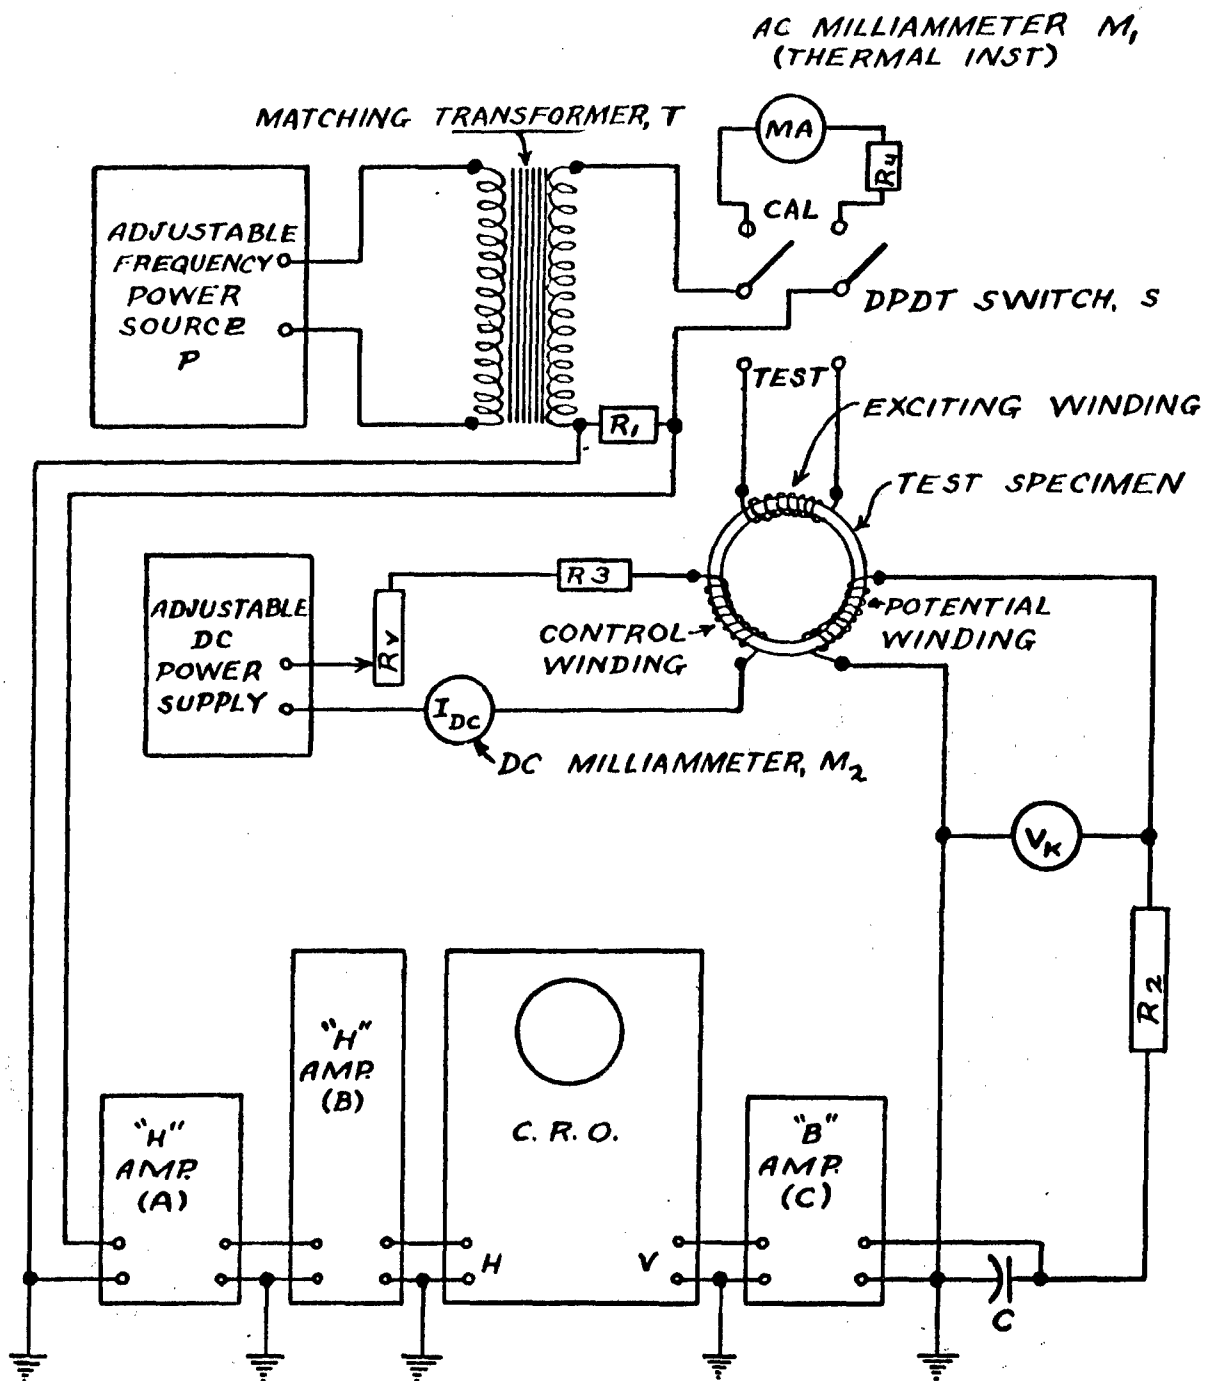 AC MILLIAMMETER M₁
(THERMAL INST)
MATCHING TRANSFORMER, T
MA
R4
CAL
ADJUSTABLE
FREQUENCY
POWER
SOURCE
P
DPDT SWITCH, S
TEST
R₁
EXCITING WINDING
TEST SPECIMEN
R3
ADJUSTABLE
DC
POWER
SUPPLY
RV
CONTROL
WINDING
POTENTIAL
WINDING
I DC
DC MILLIAMMETER, M₂
VK
R2
"H"
AMP.
(A)
"H"
AMP.
(B)
C. R. O.
H
V
"B"
AMP.
(C)
C